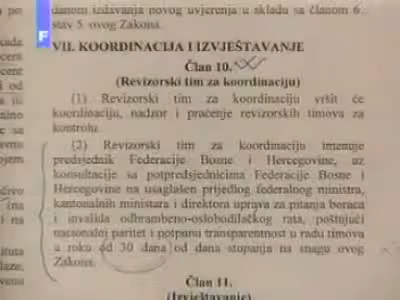 danom izdavanja novog uvjerenja u skladu sa članom 6.
stav 5. ovog Zakona.
F
VII. KOORDINACIJA I IZVJEŠTAVANJE
Član 10.
(Revizorski tim za koordinaciju)
(1) Revizorski tim za koordinaciju vršit će
koordinaciju, nadzor i praćenje revizorskih timova za
kontrolu.
(2) Revizorski tim za koordinaciju imenuje
predsjednik Federacije Bosne i Hercegovine, uz
konsultacije sa potpredsjednicima Federacije Bosne i
Hercegovine na usaglašen prijedlog federalnog ministra,
kantonalnih ministara i direktora uprava za pitanja boraca
i invalida odbrambeno-oslobodilačkog rata, poštujući
nacionalni paritet i potpunu transparentnost u radu timova
u roku od 30 dana od dana stupanja na snagu ovog
Zakona.
Član 11.
(Izvještavanje)